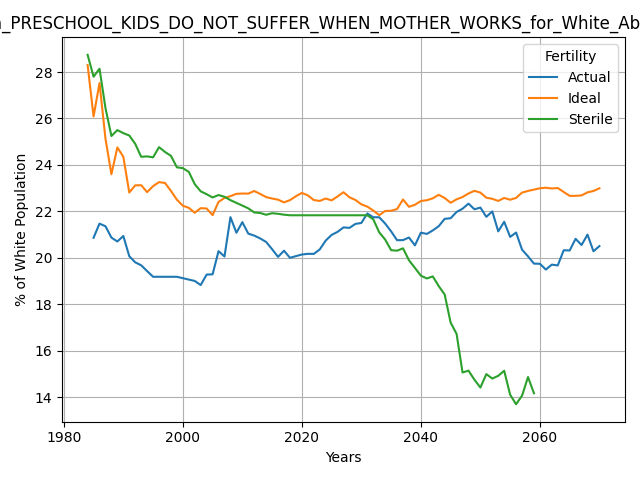 PRESCHOOL_KIDS_DO_NOT_SUFFER_WHEN_MOTHER_WORKS_for_White_Ab
Fertility
Actual
Ideal
Sterile
% of White Population
28
26
24
22
20
18
16
14
1980
2000
2020
2040
2060
Years